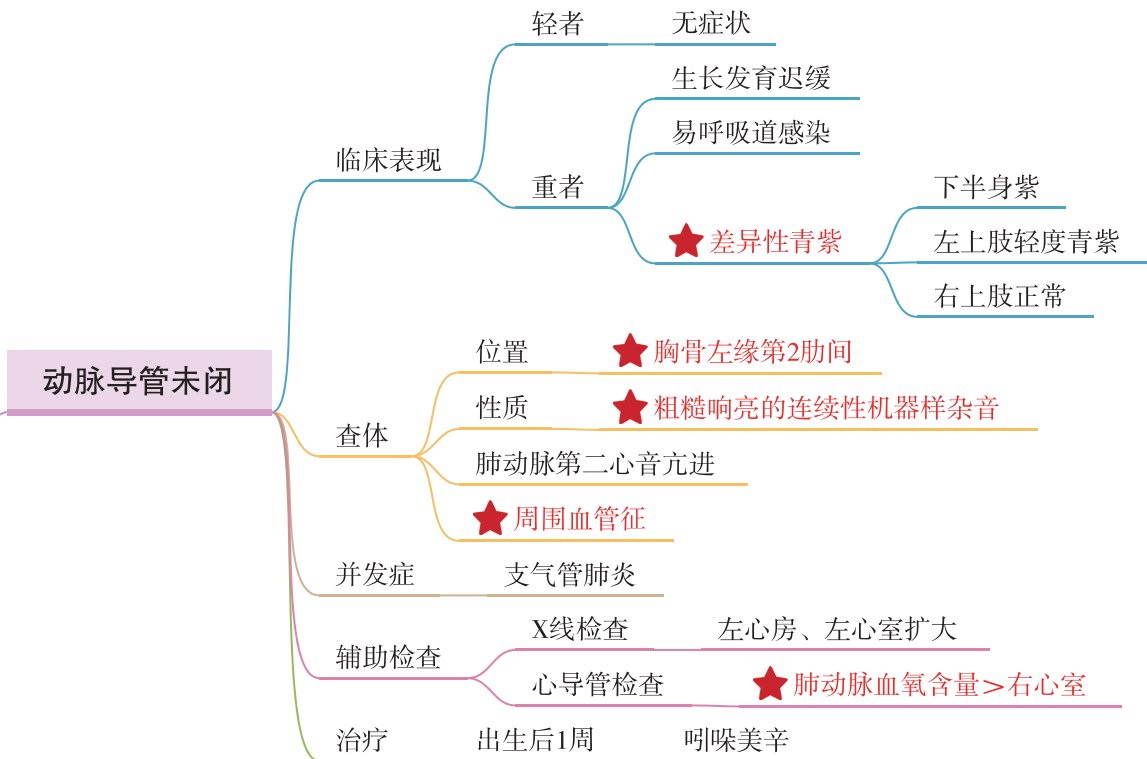 动脉导管未闭
临床表现
轻者
无症状
重者
生长发育迟缓
易呼吸道感染
差异性青紫
下半身紫
左上肢轻度青紫
右上肢正常
查体
位置
胸骨左缘第2肋间
性质
粗糙响亮的连续性机器样杂音
肺动脉第二心音亢进
周围血管征
并发症
支气管肺炎
辅助检查
X线检查
左心房、左心室扩大
心导管检查
肺动脉血氧含量＞右心室
治疗
出生后1周
吲哚美辛